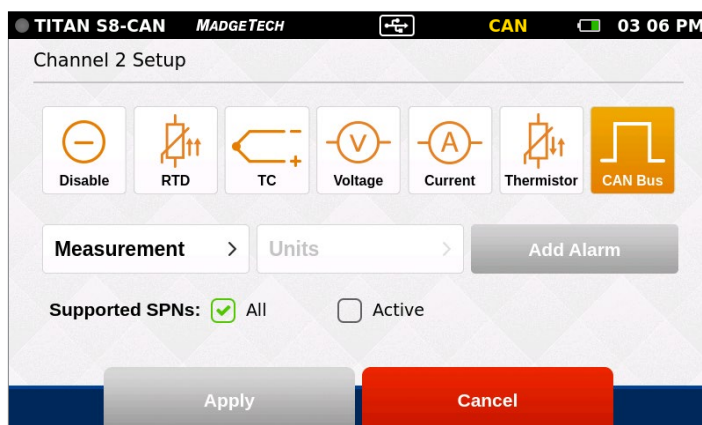 TITAN S8-CAN MADGETECH CAN 03 06 PM
Channel 2 Setup
V A
Disable RTD TC Voltage Current Thermistor CAN Bus
Measurement > Units > Add Alarm
Supported SPNs: All Active
Apply Cancel